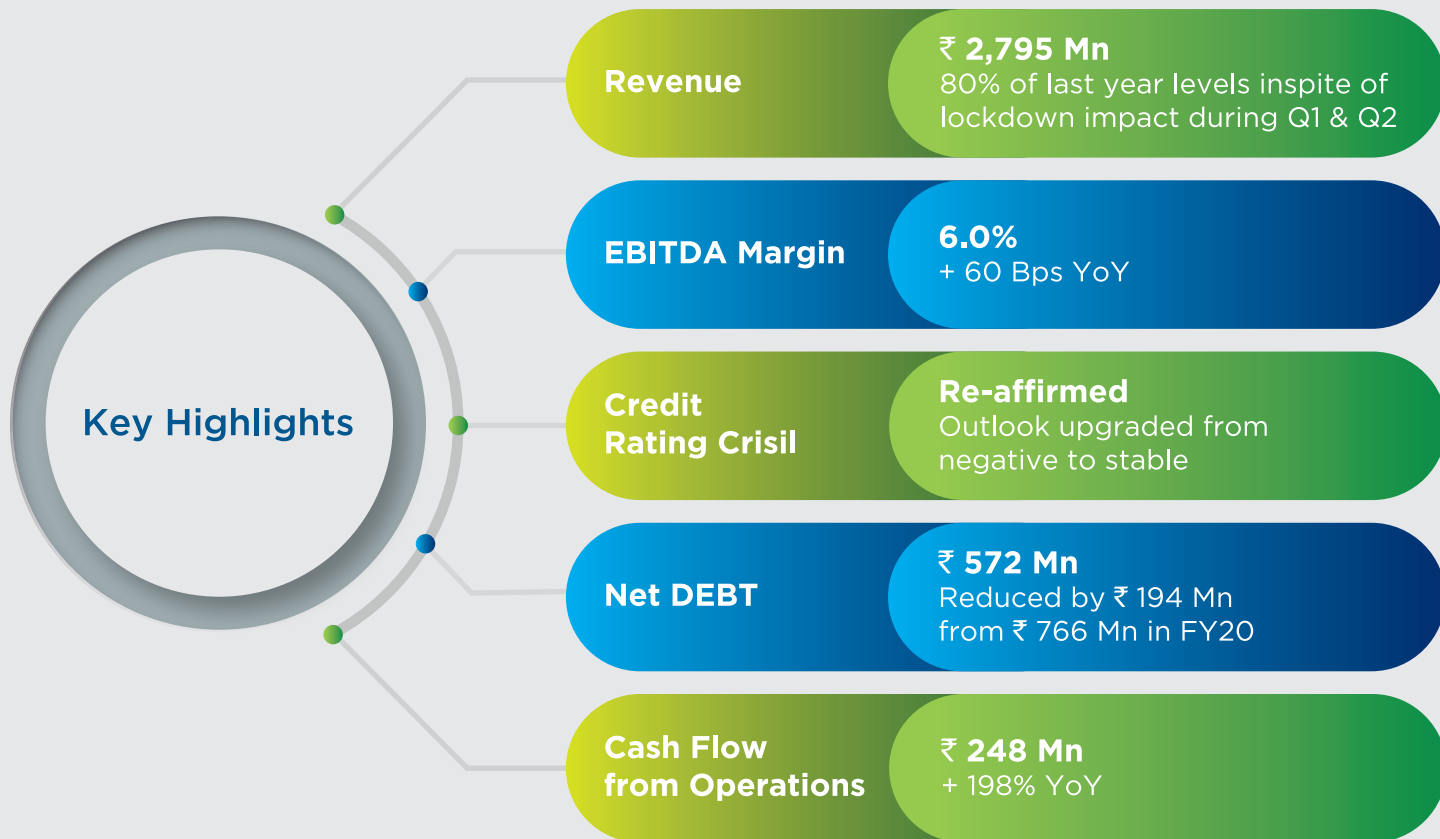 Key Highlights
Revenue
₹ 2,795 Mn
80% of last year levels inspite of
lockdown impact during Q1 & Q2
EBITDA Margin
6.0%
+ 60 Bps YoY
Credit
Rating Crisil
Re-affirmed
Outlook upgraded from
negative to stable
Net DEBT
₹ 572 Mn
Reduced by ₹ 194 Mn
from ₹ 766 Mn in FY20
Cash Flow
from Operations
₹ 248 Mn
+ 198% YoY